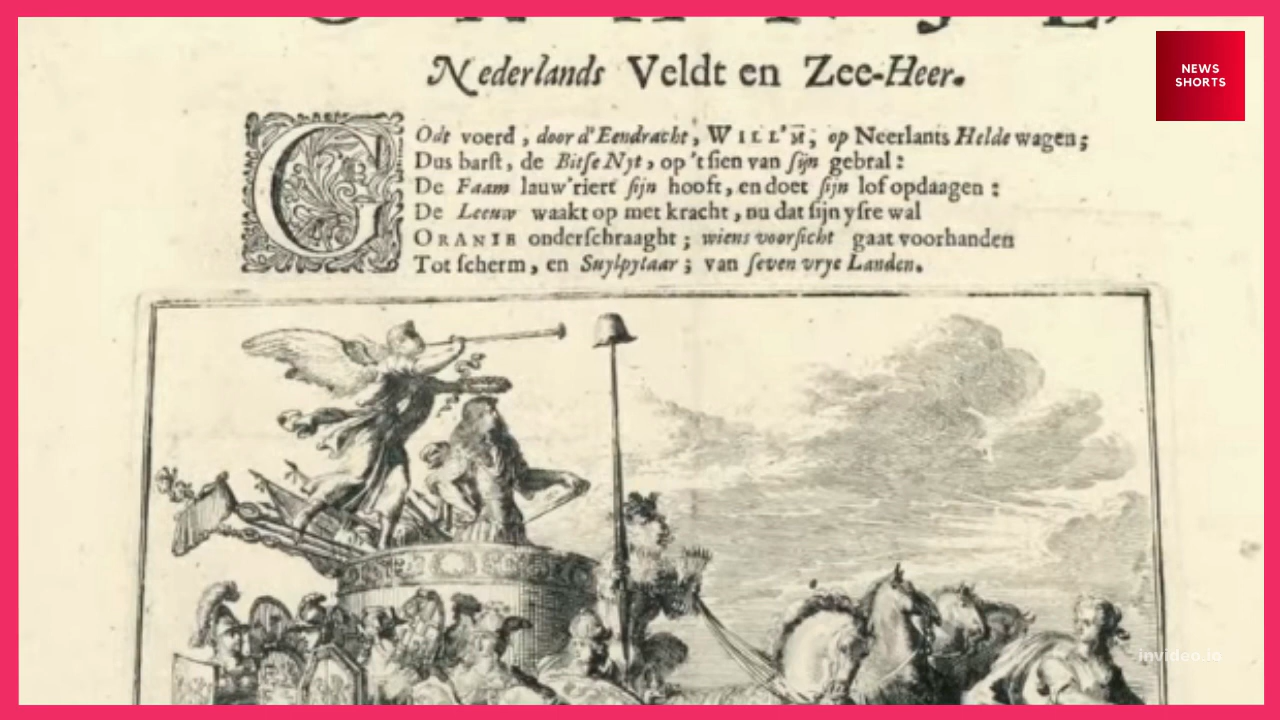 Nederlands Veldt en Zee-Heer.
NEWS
SHORTS
GOdt voerd, door d'Eendracht, WILL'M̅, op Neerlants Helde wagen;
Dus barst, de Bitse Nyt, op 't sien van sijn gebral:
De Faam lauw'riert sijn hooft, en doet sijn lof opdaagen:
De Leeuw waakt op met kracht, nu dat sijn ysre wal
ORANIE onderschraaght; wiens voorsicht gaat voorhanden
Tot scherm, en Suylpylaar; van seven vrye Landen.
invideo.io